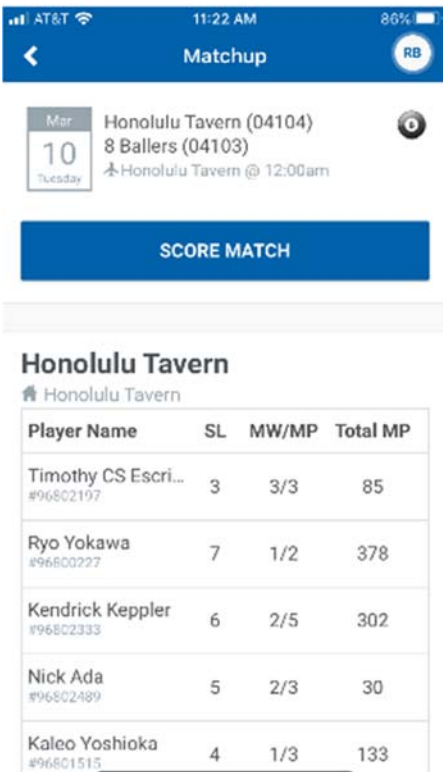 AT&T 11:22 AM 86%
Matchup RB
Mar
10
Tuesday
Honolulu Tavern (04104)
8 Ballers (04103)
Honolulu Tavern @ 12:00am
SCORE MATCH
Honolulu Tavern
Honolulu Tavern
Player Name SL MW/MP Total MP
Timothy CS Escri... 3 3/3 85
#96802197
Ryo Yokawa 7 1/2 378
#96800227
Kendrick Keppler 6 2/5 302
#96802333
Nick Ada 5 2/3 30
#96802489
Kaleo Yoshioka 4 1/3 133
#96801515